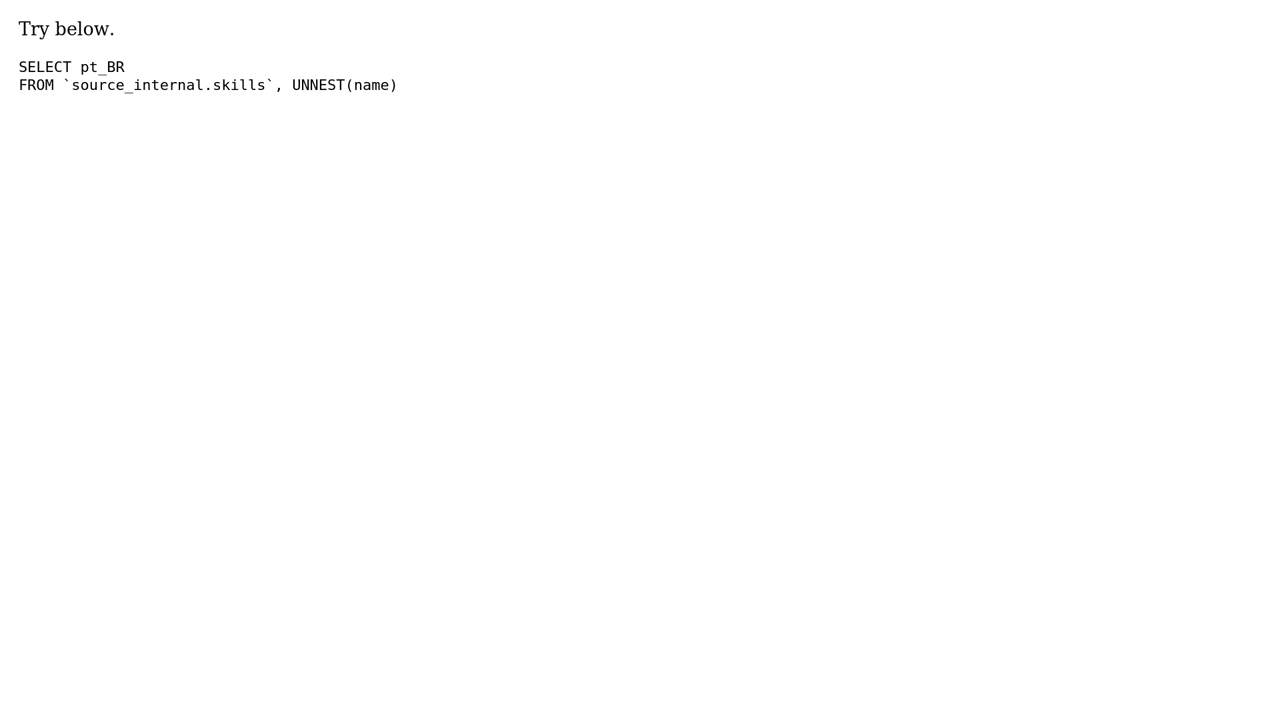 Try below.
SELECT pt_BR
FROM `source_internal.skills`, UNNEST(name)